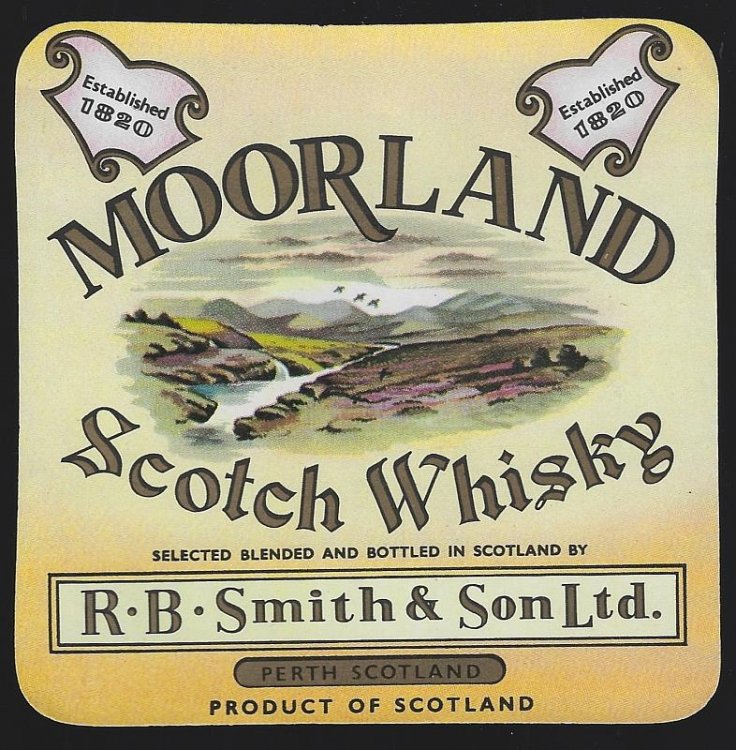 Established
1820
Established
1820
MOORLAND
Scotch Whisky
SELECTED BLENDED AND BOTTLED IN SCOTLAND BY
R·B·Smith & Son Ltd.
PERTH SCOTLAND
PRODUCT OF SCOTLAND